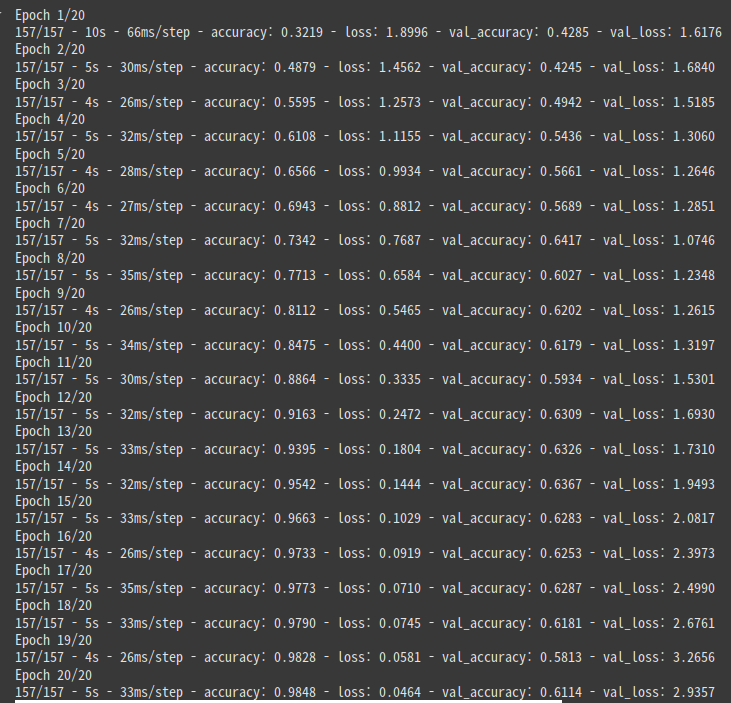 Epoch 1/20
157/157 - 10s - 66ms/step - accuracy: 0.3219 - loss: 1.8996 - val_accuracy: 0.4285 - val_loss: 1.6176
Epoch 2/20
157/157 - 5s - 30ms/step - accuracy: 0.4879 - loss: 1.4562 - val_accuracy: 0.4245 - val_loss: 1.6840
Epoch 3/20
157/157 - 4s - 26ms/step - accuracy: 0.5595 - loss: 1.2573 - val_accuracy: 0.4942 - val_loss: 1.5185
Epoch 4/20
157/157 - 5s - 32ms/step - accuracy: 0.6108 - loss: 1.1155 - val_accuracy: 0.5436 - val_loss: 1.3060
Epoch 5/20
157/157 - 4s - 28ms/step - accuracy: 0.6566 - loss: 0.9934 - val_accuracy: 0.5661 - val_loss: 1.2646
Epoch 6/20
157/157 - 4s - 27ms/step - accuracy: 0.6943 - loss: 0.8812 - val_accuracy: 0.5689 - val_loss: 1.2851
Epoch 7/20
157/157 - 5s - 32ms/step - accuracy: 0.7342 - loss: 0.7687 - val_accuracy: 0.6417 - val_loss: 1.0746
Epoch 8/20
157/157 - 5s - 35ms/step - accuracy: 0.7713 - loss: 0.6584 - val_accuracy: 0.6027 - val_loss: 1.2348
Epoch 9/20
157/157 - 4s - 26ms/step - accuracy: 0.8112 - loss: 0.5465 - val_accuracy: 0.6202 - val_loss: 1.2615
Epoch 10/20
157/157 - 5s - 34ms/step - accuracy: 0.8475 - loss: 0.4400 - val_accuracy: 0.6179 - val_loss: 1.3197
Epoch 11/20
157/157 - 5s - 30ms/step - accuracy: 0.8864 - loss: 0.3335 - val_accuracy: 0.5934 - val_loss: 1.5301
Epoch 12/20
157/157 - 5s - 32ms/step - accuracy: 0.9163 - loss: 0.2472 - val_accuracy: 0.6309 - val_loss: 1.6930
Epoch 13/20
157/157 - 5s - 33ms/step - accuracy: 0.9395 - loss: 0.1804 - val_accuracy: 0.6326 - val_loss: 1.7310
Epoch 14/20
157/157 - 5s - 32ms/step - accuracy: 0.9542 - loss: 0.1444 - val_accuracy: 0.6367 - val_loss: 1.9493
Epoch 15/20
157/157 - 5s - 33ms/step - accuracy: 0.9663 - loss: 0.1029 - val_accuracy: 0.6283 - val_loss: 2.0817
Epoch 16/20
157/157 - 4s - 26ms/step - accuracy: 0.9733 - loss: 0.0919 - val_accuracy: 0.6253 - val_loss: 2.3973
Epoch 17/20
157/157 - 5s - 35ms/step - accuracy: 0.9773 - loss: 0.0710 - val_accuracy: 0.6287 - val_loss: 2.4990
Epoch 18/20
157/157 - 5s - 33ms/step - accuracy: 0.9790 - loss: 0.0745 - val_accuracy: 0.6181 - val_loss: 2.6761
Epoch 19/20
157/157 - 4s - 26ms/step - accuracy: 0.9828 - loss: 0.0581 - val_accuracy: 0.5813 - val_loss: 3.2656
Epoch 20/20
157/157 - 5s - 33ms/step - accuracy: 0.9848 - loss: 0.0464 - val_accuracy: 0.6114 - val_loss: 2.9357